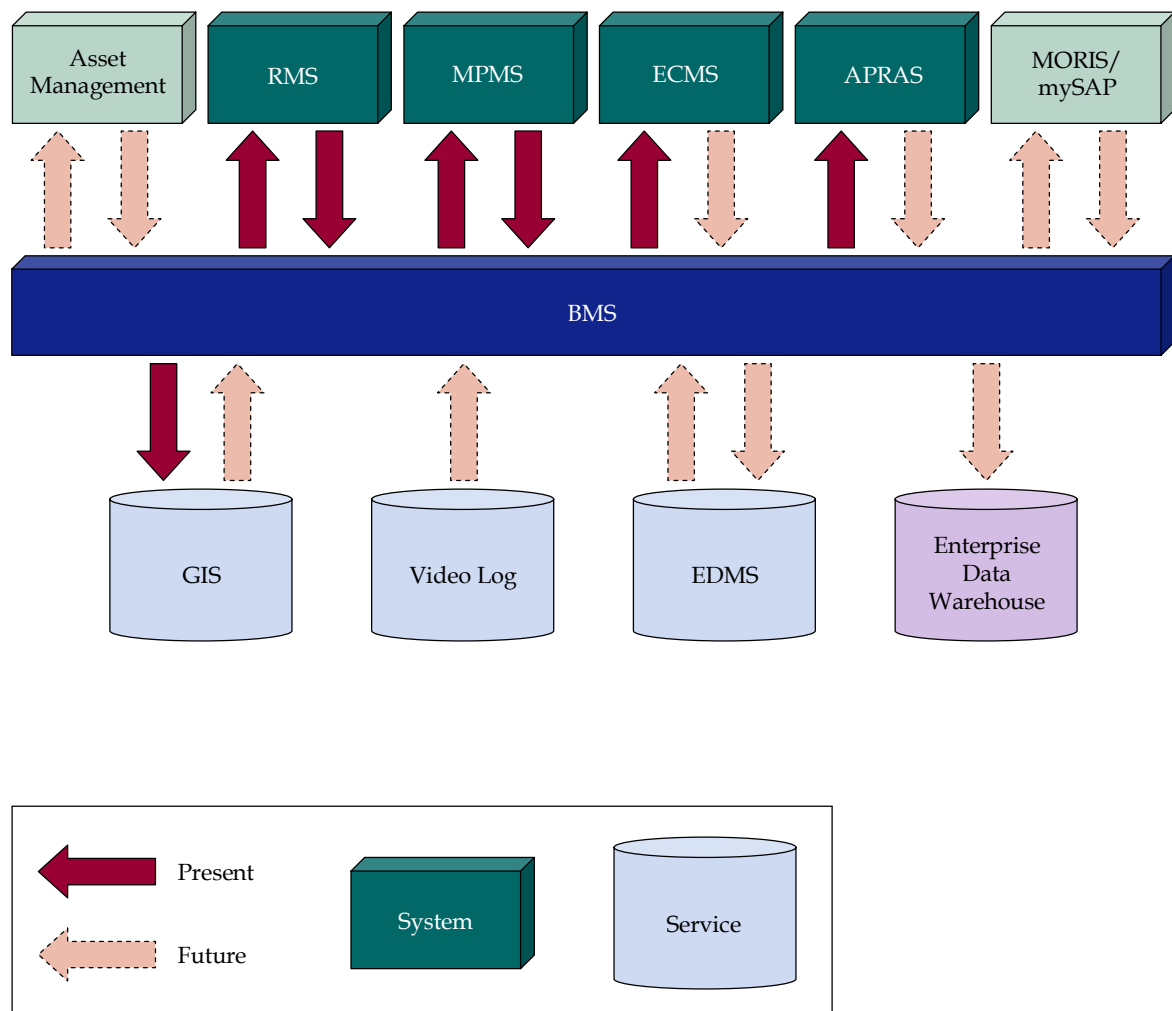 Asset
Management
RMS
MPMS
ECMS
APRAS
MORIS/
mySAP
BMS
GIS
Video Log
EDMS
Enterprise
Data
Warehouse
Present
Future
System
Service